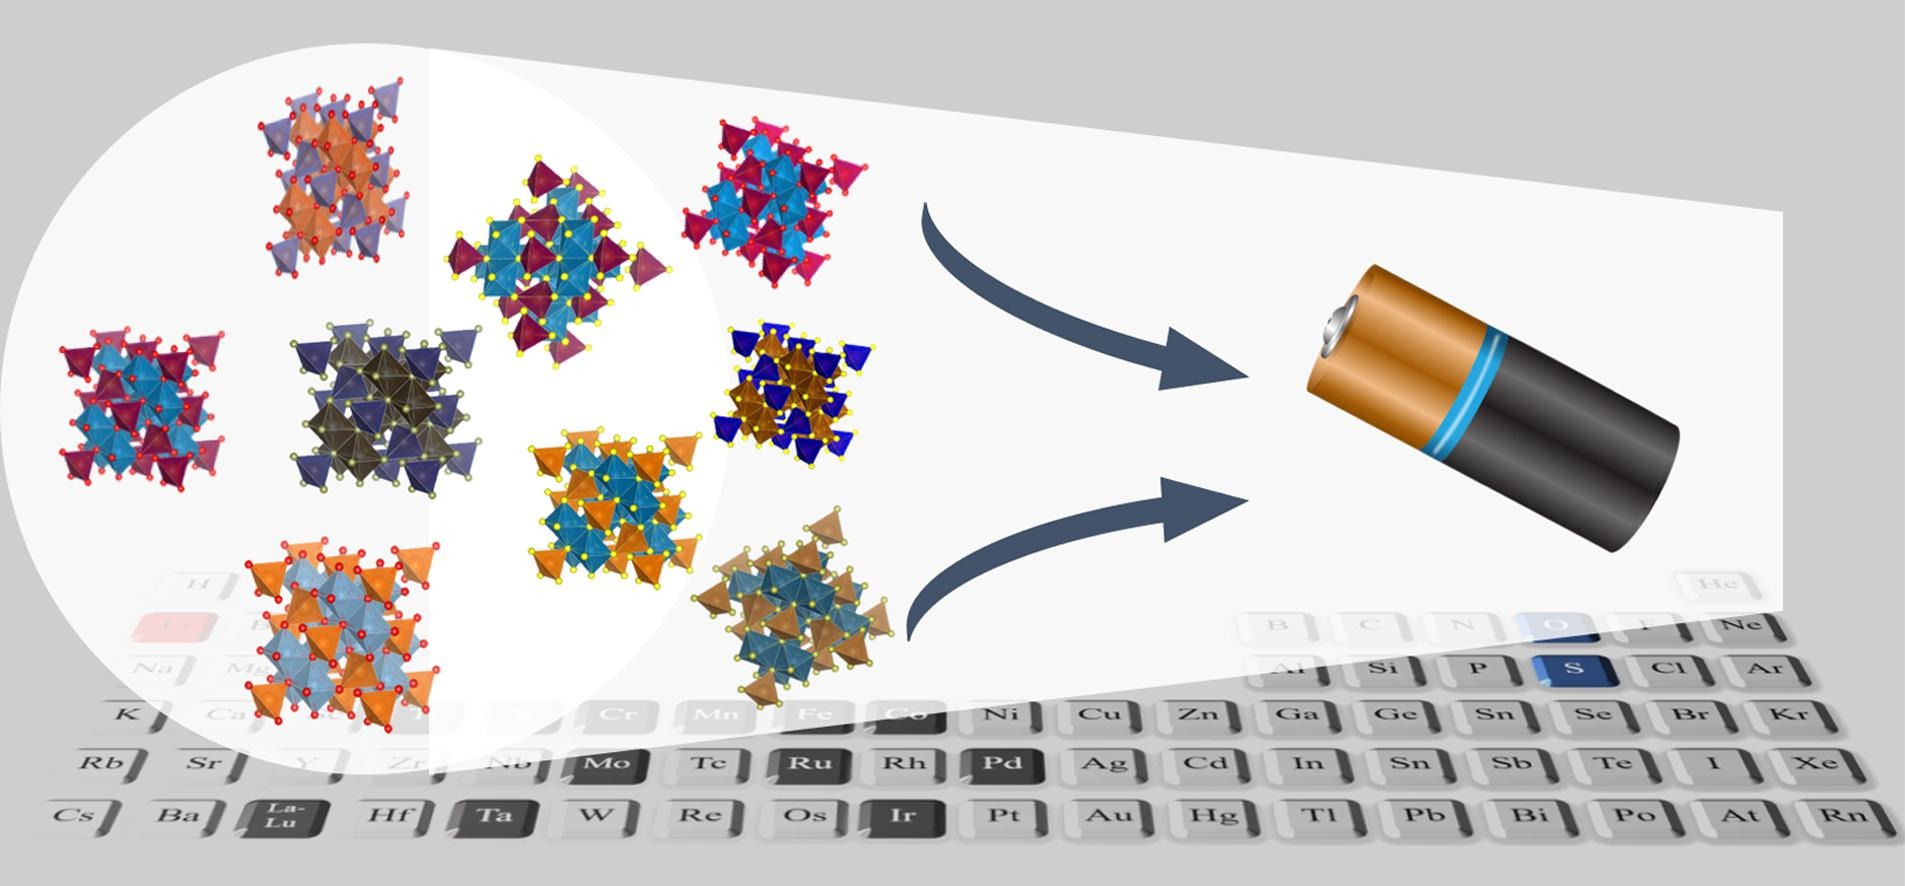 H He
Li B C N O F Ne
Na Mg Al Si P S Cl Ar
K Ca Sc Ti V Cr Mn Fe Co Ni Cu Zn Ga Ge Sn Se Br Kr
Rb Sr Y Zr Nb Mo Tc Ru Rh Pd Ag Cd In Sn Sb Te I Xe
Cs Ba La-
Lu Hf Ta W Re Os Ir Pt Au Hg Tl Pb Bi Po At Rn